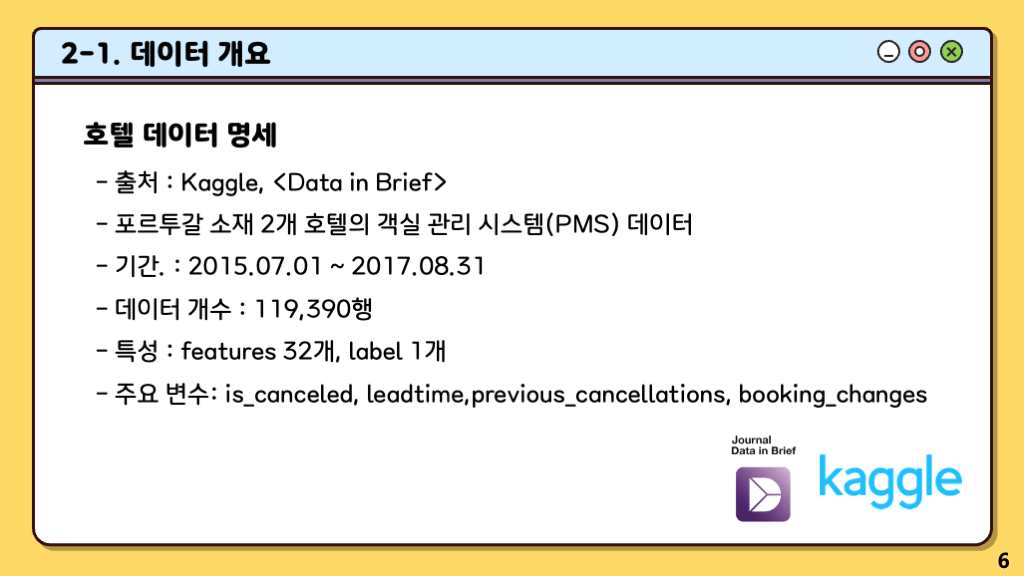 2-1. 데이터 개요
호텔 데이터 명세
- 출처 : Kaggle, <Data in Brief>
- 포르투갈 소재 2개 호텔의 객실 관리 시스템(PMS) 데이터
- 기간. : 2015.07.01 ~ 2017.08.31
- 데이터 개수 : 119,390행
- 특성 : features 32개, label 1개
- 주요 변수: is_canceled, leadtime,previous_cancellations, booking_changes
Journal
Data in Brief
kaggle
6